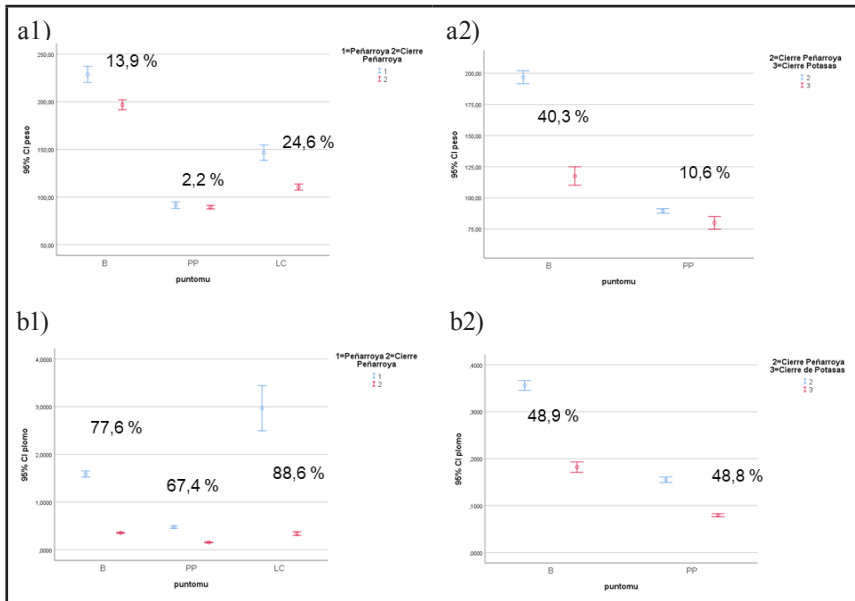 a1)
1=Peñarroya 2=Cierre
Peñarroya
1
2
13,9 %
2,2 %
24,6 %
250,00
200,00
150,00
100,00
50,00
95% CI peso
B
PP
LC
puntomu
a2)
2=Cierre Peñarroya
3=Cierre Potasas
2
3
40,3 %
10,6 %
200,00
175,00
150,00
125,00
100,00
75,00
95% CI peso
B
PP
puntomu
b1)
1=Peñarroya 2=Cierre
Peñarroya
1
2
77,6 %
67,4 %
88,6 %
4,0000
3,0000
2,0000
1,0000
,0000
95% CI plomo
B
PP
LC
puntomu
b2)
2=Cierre Peñarroya
3=Cierre de Potasas
2
3
48,9 %
48,8 %
,4000
,3000
,2000
,1000
,0000
95% CI plomo
B
PP
puntomu